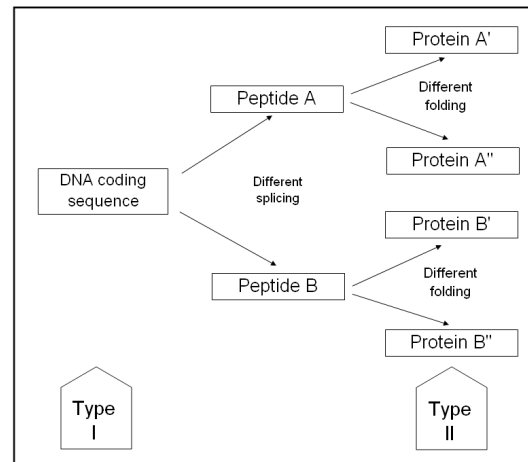 Protein A'
Different
folding
Peptide A
Protein A"
DNA coding
sequence
Different
splicing
Protein B'
Different
folding
Peptide B
Protein B"
Type
I
Type
II